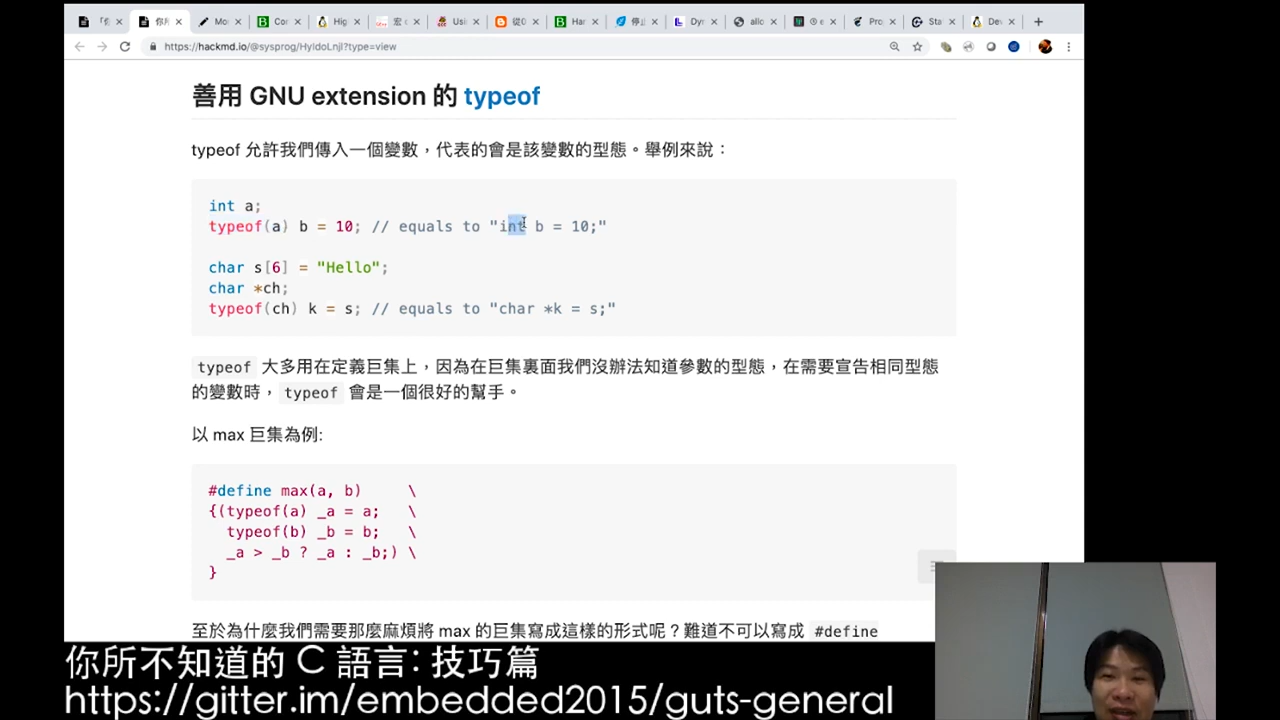 https://hackmd.io/@sysprog/HyIdoLnjl?type=view
善用 GNU extension 的 typeof
typeof 允許我們傳入一個變數，代表的會是該變數的型態。舉例來說：
int a;
typeof(a) b = 10; // equals to "int b = 10;"
char s[6] = "Hello";
char *ch;
typeof(ch) k = s; // equals to "char *k = s;"
typeof 大多用在定義巨集上，因為在巨集裏面我們沒辦法知道參數的型態，在需要宣告相同型態
的變數時，typeof 會是一個很好的幫手。
以 max 巨集為例:
#define max(a, b)     \
{(typeof(a) _a = a;   \
  typeof(b) _b = b;   \
  _a > _b ? _a : _b;) \
}
至於為什麼我們需要那麼麻煩將 max 的巨集寫成這樣的形式呢？難道不可以寫成 #define
你所不知道的 C 語言: 技巧篇
https://gitter.im/embedded2015/guts-general